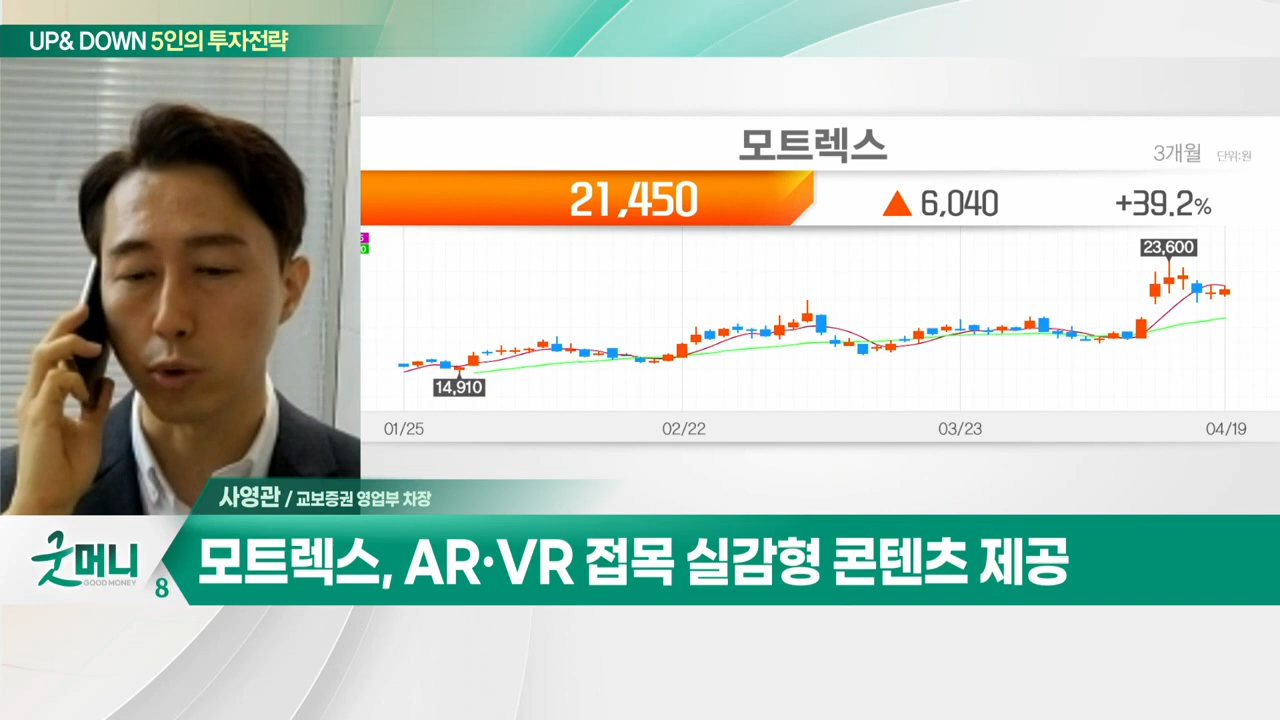 UP& DOWN 5인의 투자전략
모트렉스
3개월 단위:원
21,450 ▲ 6,040 +39.2%
23,600
14,910
01/25 02/22 03/23 04/19
사영관 / 교보증권 영업부 차장
굿머니
GOOD MONEY
8
모트렉스, AR·VR 접목 실감형 콘텐츠 제공